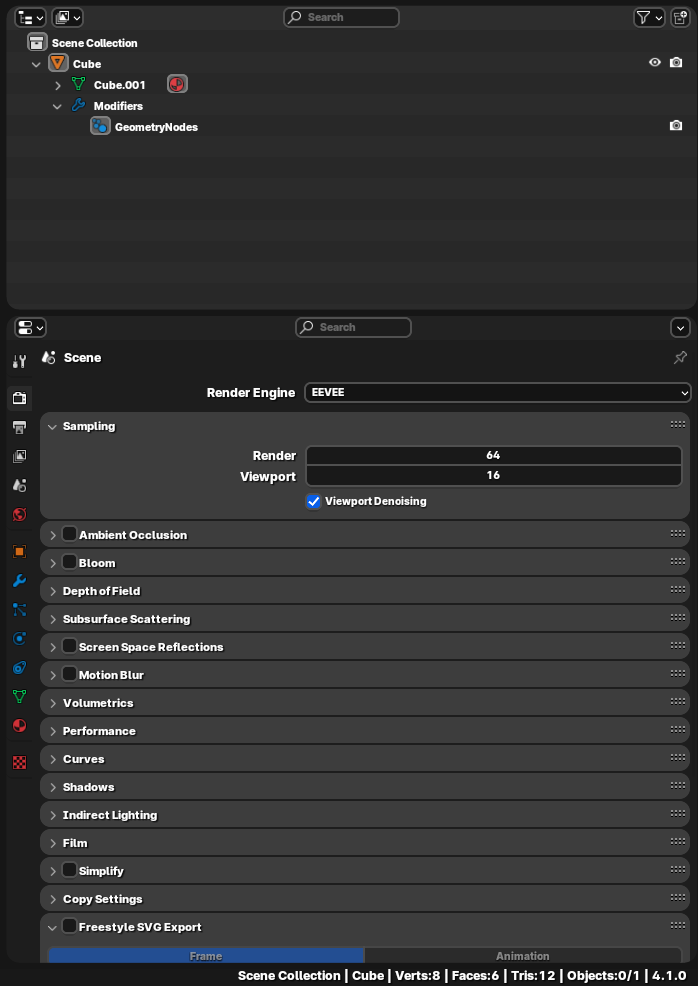 Search
Scene Collection
Cube
Cube.001
Modifiers
GeometryNodes
Search
Scene
Render Engine EEVEE
Sampling
Render 64
Viewport 16
Viewport Denoising
Ambient Occlusion
Bloom
Depth of Field
Subsurface Scattering
Screen Space Reflections
Motion Blur
Volumetrics
Performance
Curves
Shadows
Indirect Lighting
Film
Simplify
Copy Settings
Freestyle SVG Export
Frame Animation
Scene Collection | Cube | Verts:8 | Faces:6 | Tris:12 | Objects:0/1 | 4.1.0